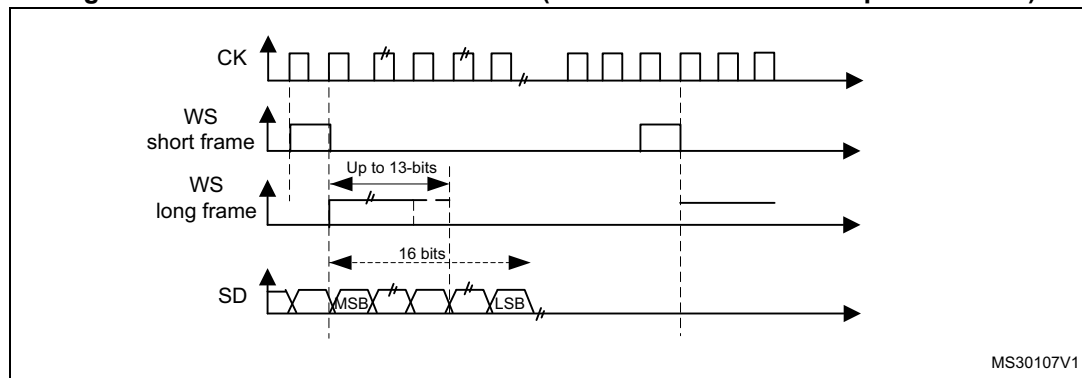 CK
WS
short frame
Up to 13-bits
WS
long frame
16 bits
SD
MSB
LSB
MS30107V1